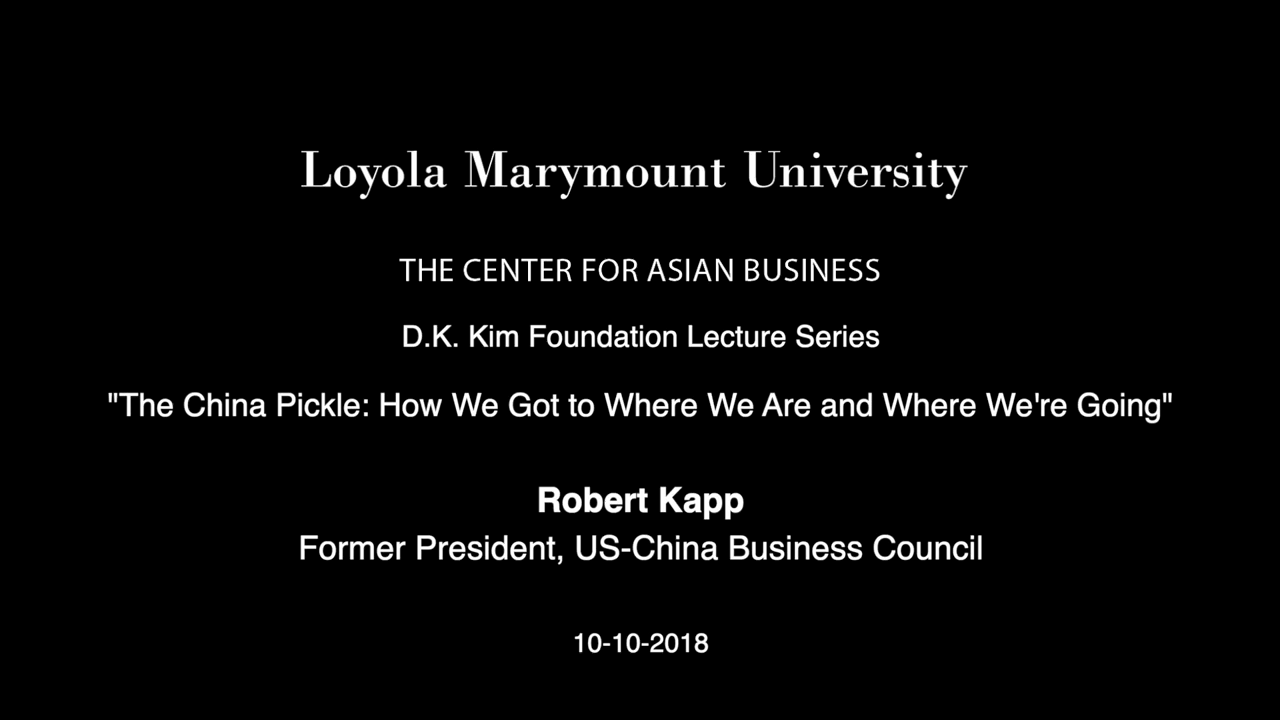 Loyola Marymount University
THE CENTER FOR ASIAN BUSINESS
D.K. Kim Foundation Lecture Series
"The China Pickle: How We Got to Where We Are and Where We're Going"
Robert Kapp
Former President, US-China Business Council
10-10-2018